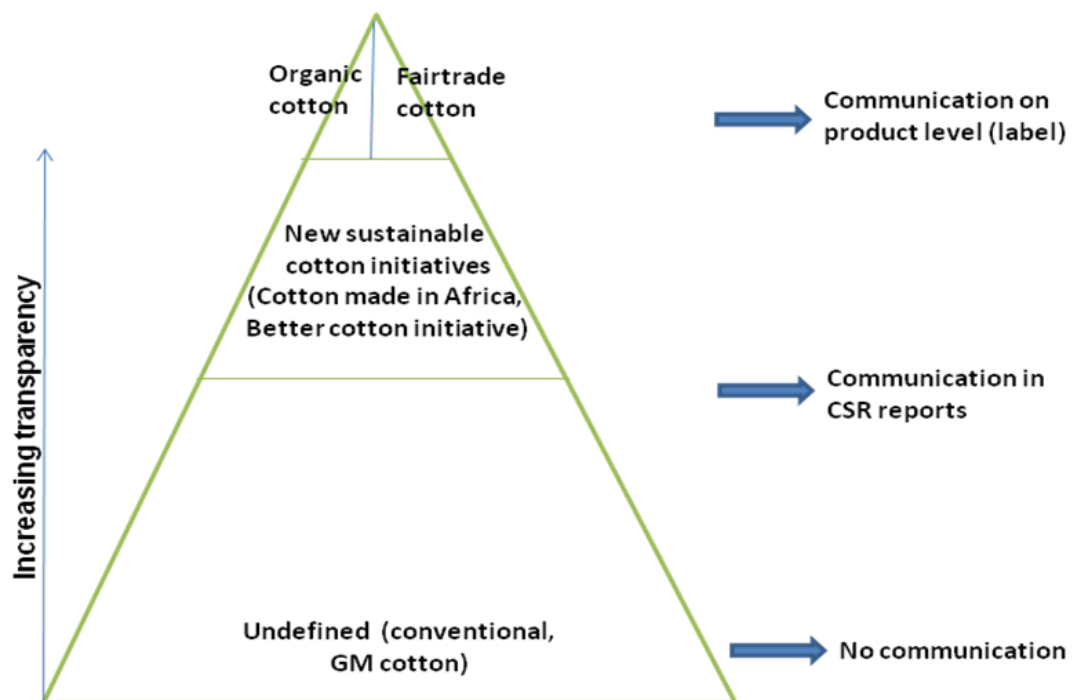 Organic
cotton
Fairtrade
cotton
Communication on
product level (label)
New sustainable
cotton initiatives
(Cotton made in Africa,
Better cotton initiative)
Communication in
CSR reports
Increasing transparency
Undefined (conventional,
GM cotton)
No communication